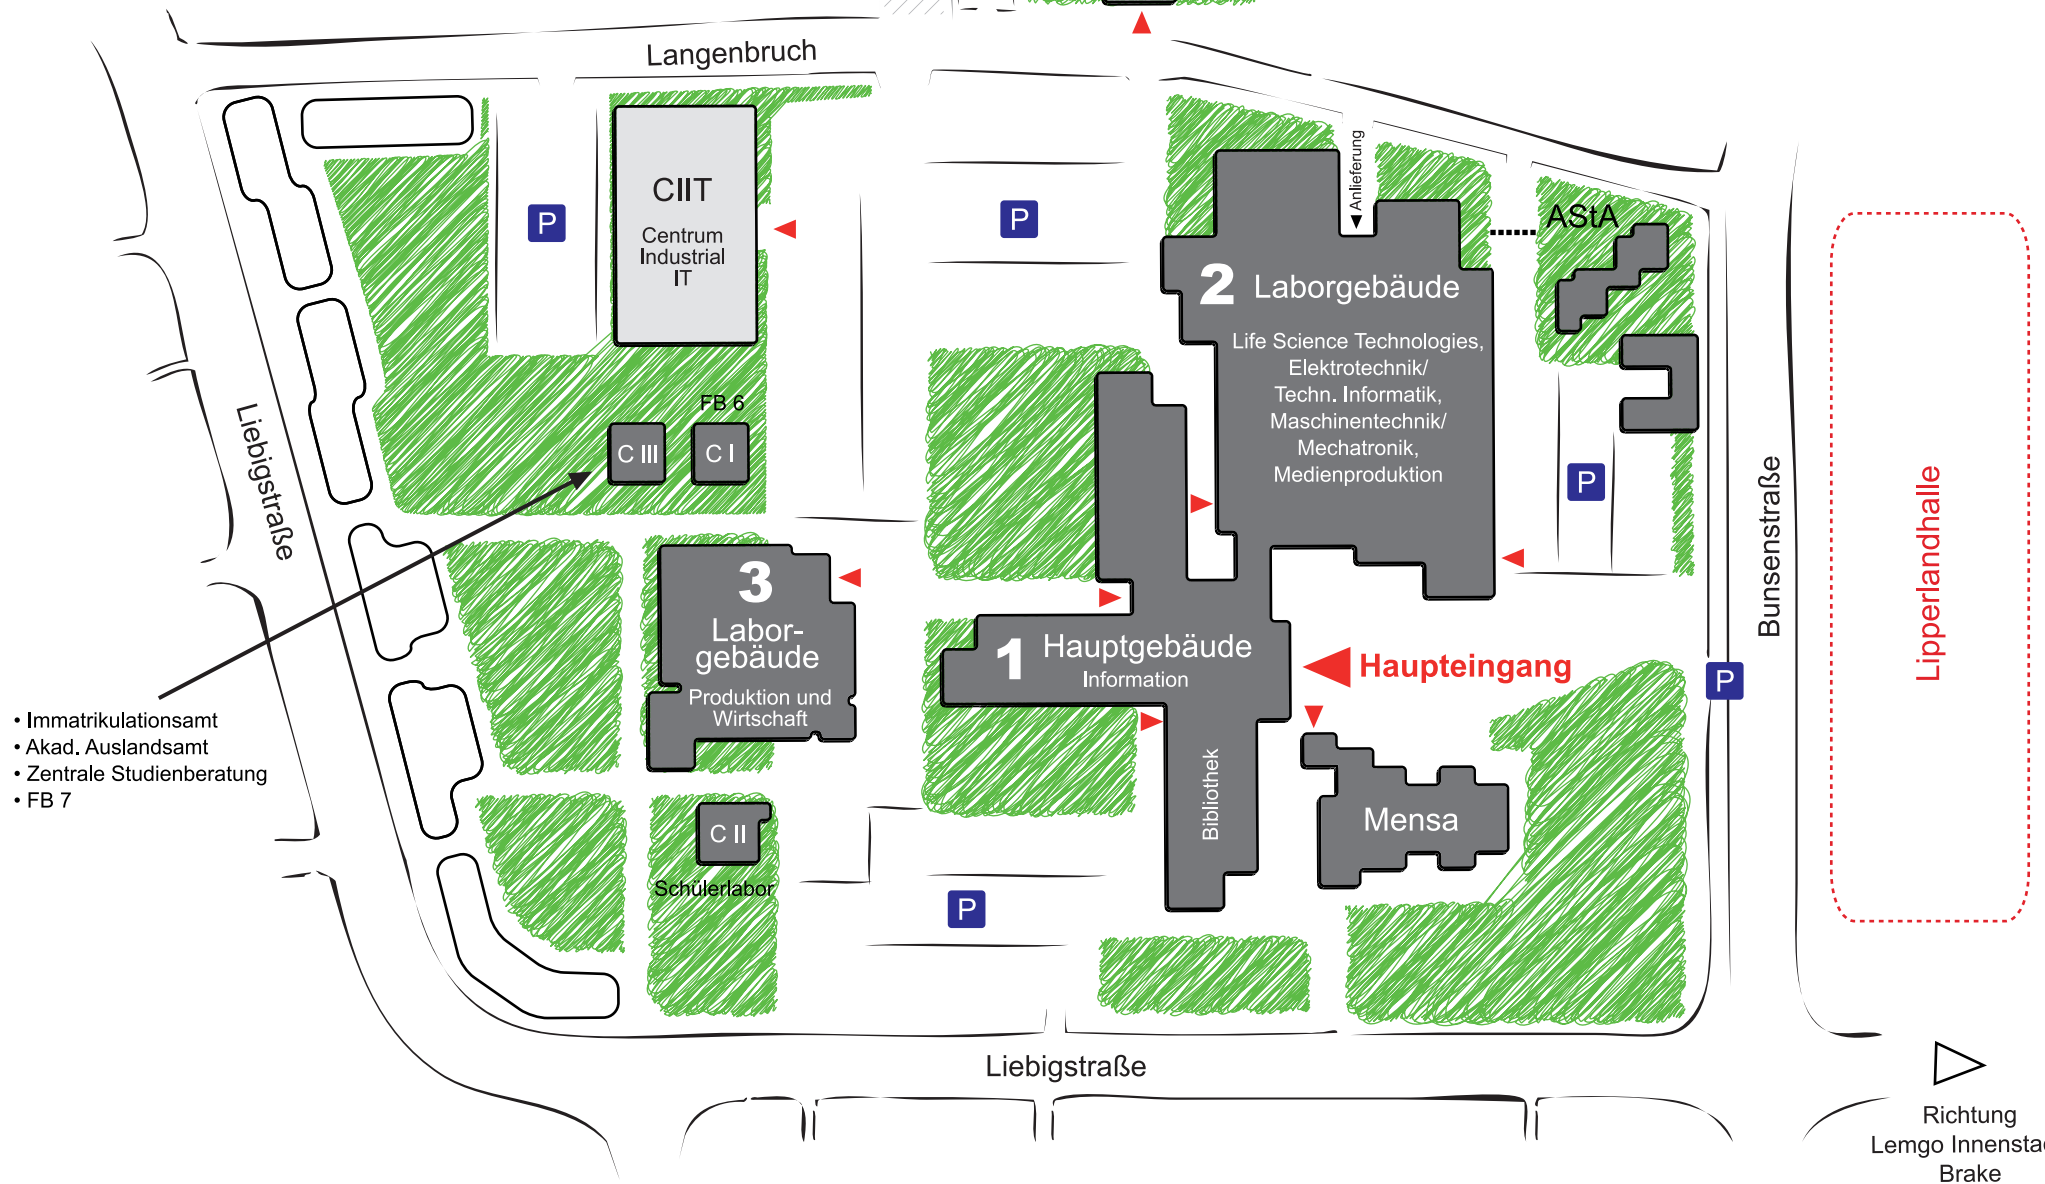 Langenbruch
Anlieferung
CIIT
Centrum
Industrial
IT
P
P
AStA
2 Laborgebäude
Life Science Technologies,
Elektrotechnik/
Techn. Informatik,
Maschinentechnik/
Mechatronik,
Medienproduktion
FB 6
C III
C I
P
Liebigstraße
Bunsenstraße
Lipperlandhalle
3
Labor-
gebäude
Produktion und
Wirtschaft
1 Hauptgebäude
Information
Haupteingang
P
• Immatrikulationsamt
• Akad. Auslandsamt
• Zentrale Studienberatung
• FB 7
Bibliothek
Mensa
C II
Schülerlabor
P
Liebigstraße
Richtung
Lemgo Innensta
Brake